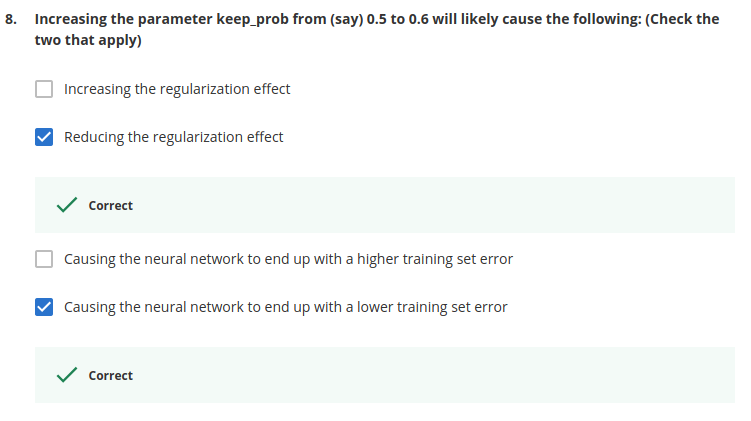 8. Increasing the parameter keep_prob from (say) 0.5 to 0.6 will likely cause the following: (Check the
two that apply)
Increasing the regularization effect
Reducing the regularization effect
Correct
Causing the neural network to end up with a higher training set error
Causing the neural network to end up with a lower training set error
Correct